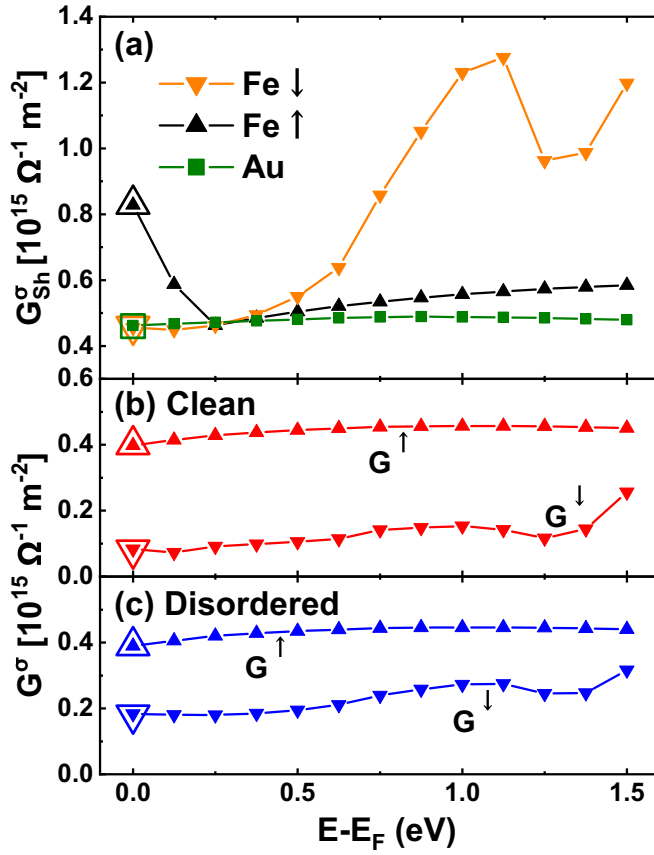 (a)
Fe ↓
Fe ↑
Au
G^σ_Sh [10^15 Ω^-1 m^-2]
1.4
1.2
1.0
0.8
0.6
0.4
(b) Clean
G ↑
G ↓
0.6
0.4
0.2
0.0
(c) Disordered
G ↑
G ↓
G^σ [10^15 Ω^-1 m^-2]
0.4
0.2
0.0
0.0 0.5 1.0 1.5
E-E_F (eV)